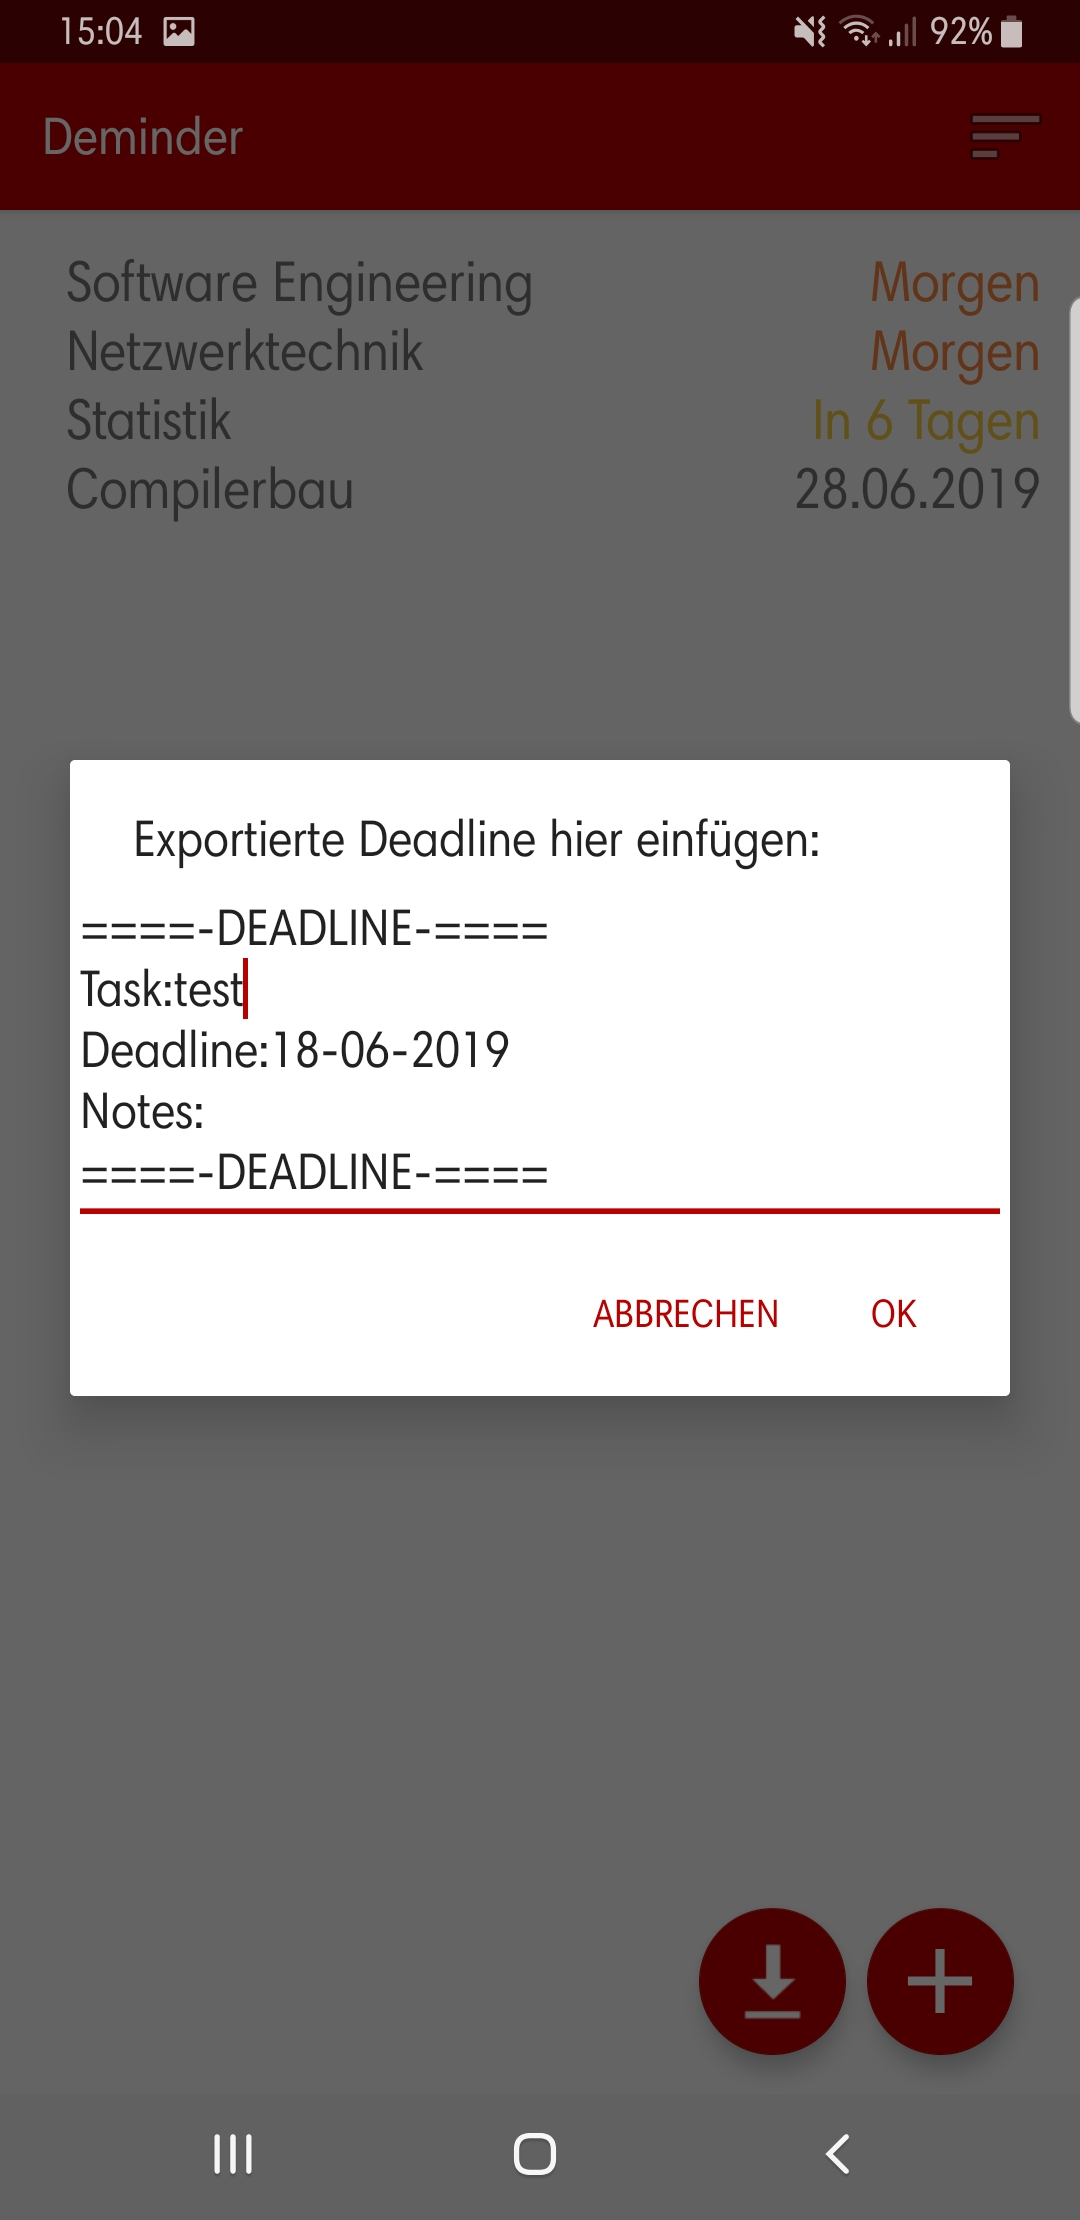 15:04 92%
Deminder
Software Engineering Morgen
Netzwerktechnik Morgen
Statistik In 6 Tagen
Compilerbau 28.06.2019
Exportierte Deadline hier einfügen:
====-DEADLINE-====
Task:test
Deadline:18-06-2019
Notes:
====-DEADLINE-====
ABBRECHEN OK